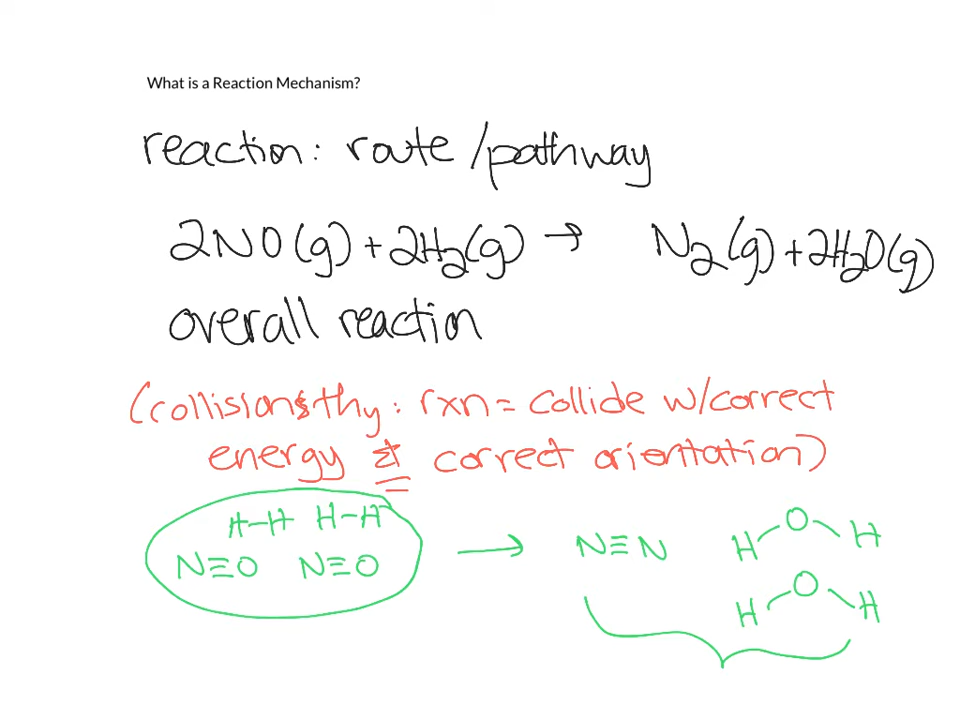 What is a Reaction Mechanism?
reaction: route/pathway
2NO(g)+2H₂(g) → N₂(g)+2H₂O(g)
overall reaction
(collisions thy: rxn = collide w/correct
energy & correct orientation)
H-H H-H
N≡O N≡O → N≡N H-O-H
H-O-H